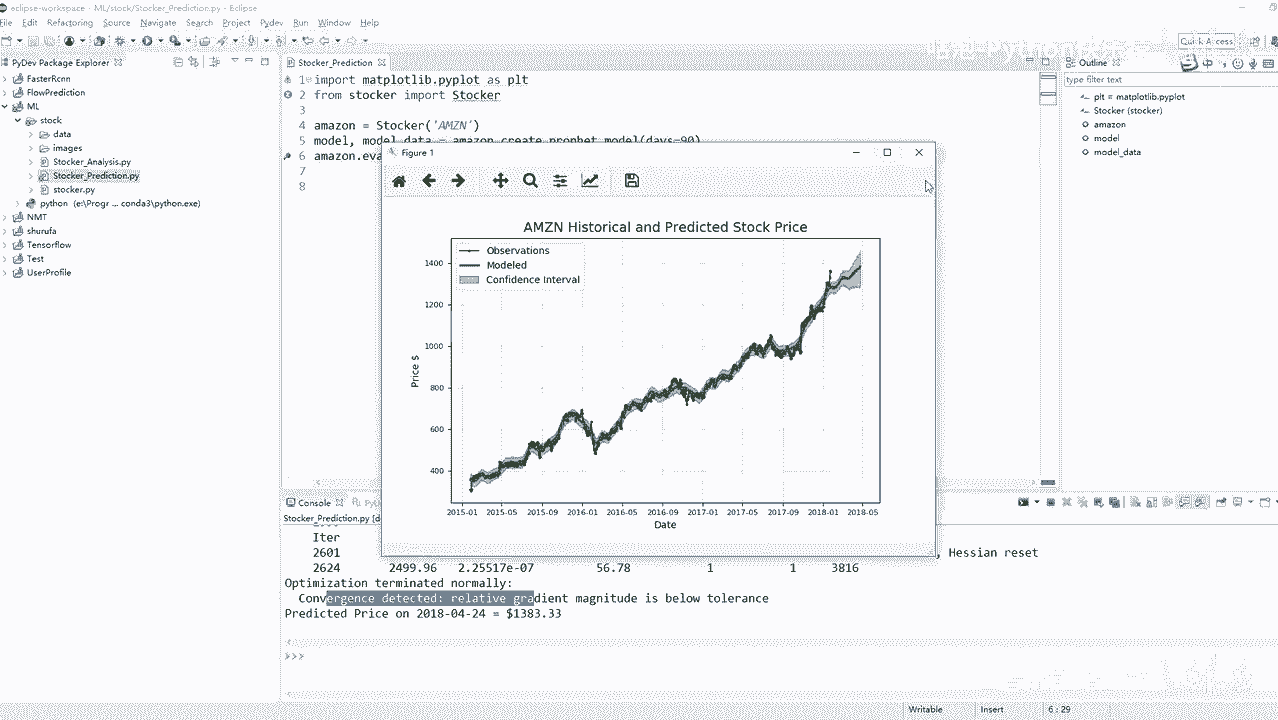 eclipse-workspace - ML/stock/Stocker_Prediction.py - Eclipse
File Edit Refactoring Source Navigate Search Project Pydev Run Window Help
Quick Access
PyDev Package Explorer
FasterRcnn
FlowPrediction
ML
stock
data
images
Stocker_Analysis.py
Stocker_Prediction.py
stocker.py
python (e:\Progr ... conda3\python.exe)
NMT
shurufa
Tensorflow
Test
UserProfile
Stocker_Prediction
1 import matplotlib.pyplot as plt
2 from stocker import Stocker
3
4 amazon = Stocker('AMZN')
5 model, model_data = amazon.create_prophet_model(days=90)
6 amazon.eva
7
8
Outline
type filter text
plt = matplotlib.pyplot
Stocker (stocker)
amazon
model
model_data
Figure 1
AMZN Historical and Predicted Stock Price
Observations
Modeled
Confidence Interval
1400
1200
1000
800
600
400
Price $
2015-01 2015-05 2015-09 2016-01 2016-05 2016-09 2017-01 2017-05 2017-09 2018-01 2018-05
Date
Console
Stocker_Prediction.py [d
Iter
2601 , Hessian reset
2624 2499.96 2.25517e-07 56.78 1 1 3816
Optimization terminated normally:
Convergence detected: relative gradient magnitude is below tolerance
Predicted Price on 2018-04-24 = $1383.33
>>>
Writable Insert 6 : 29